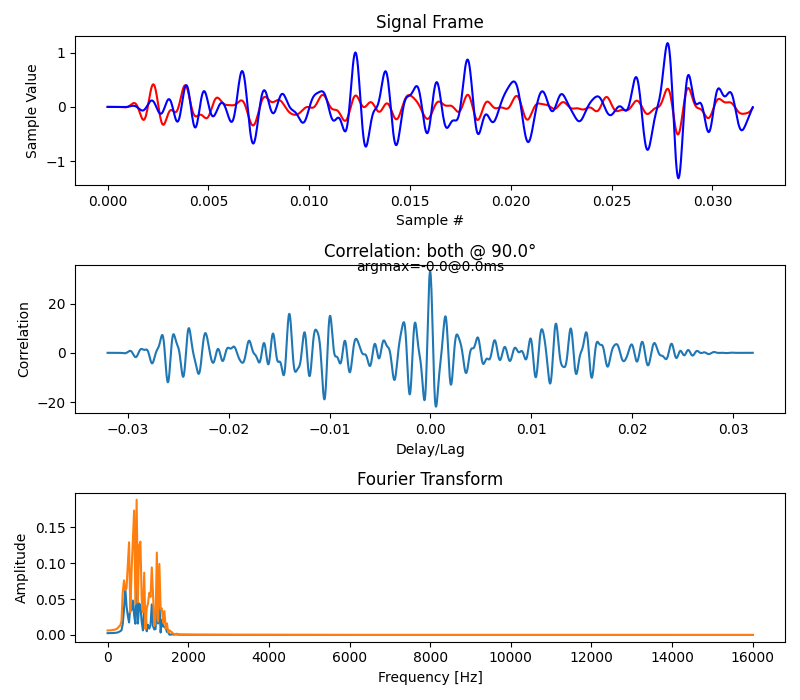 Signal Frame
Sample Value
1
0
−1
0.000 0.005 0.010 0.015 0.020 0.025 0.030
Sample #
Correlation: both @ 90.0°
argmax=-0.0@0.0ms
Correlation
20
0
−20
−0.03 −0.02 −0.01 0.00 0.01 0.02 0.03
Delay/Lag
Fourier Transform
Amplitude
0.15
0.10
0.05
0.00
0 2000 4000 6000 8000 10000 12000 14000 16000
Frequency [Hz]